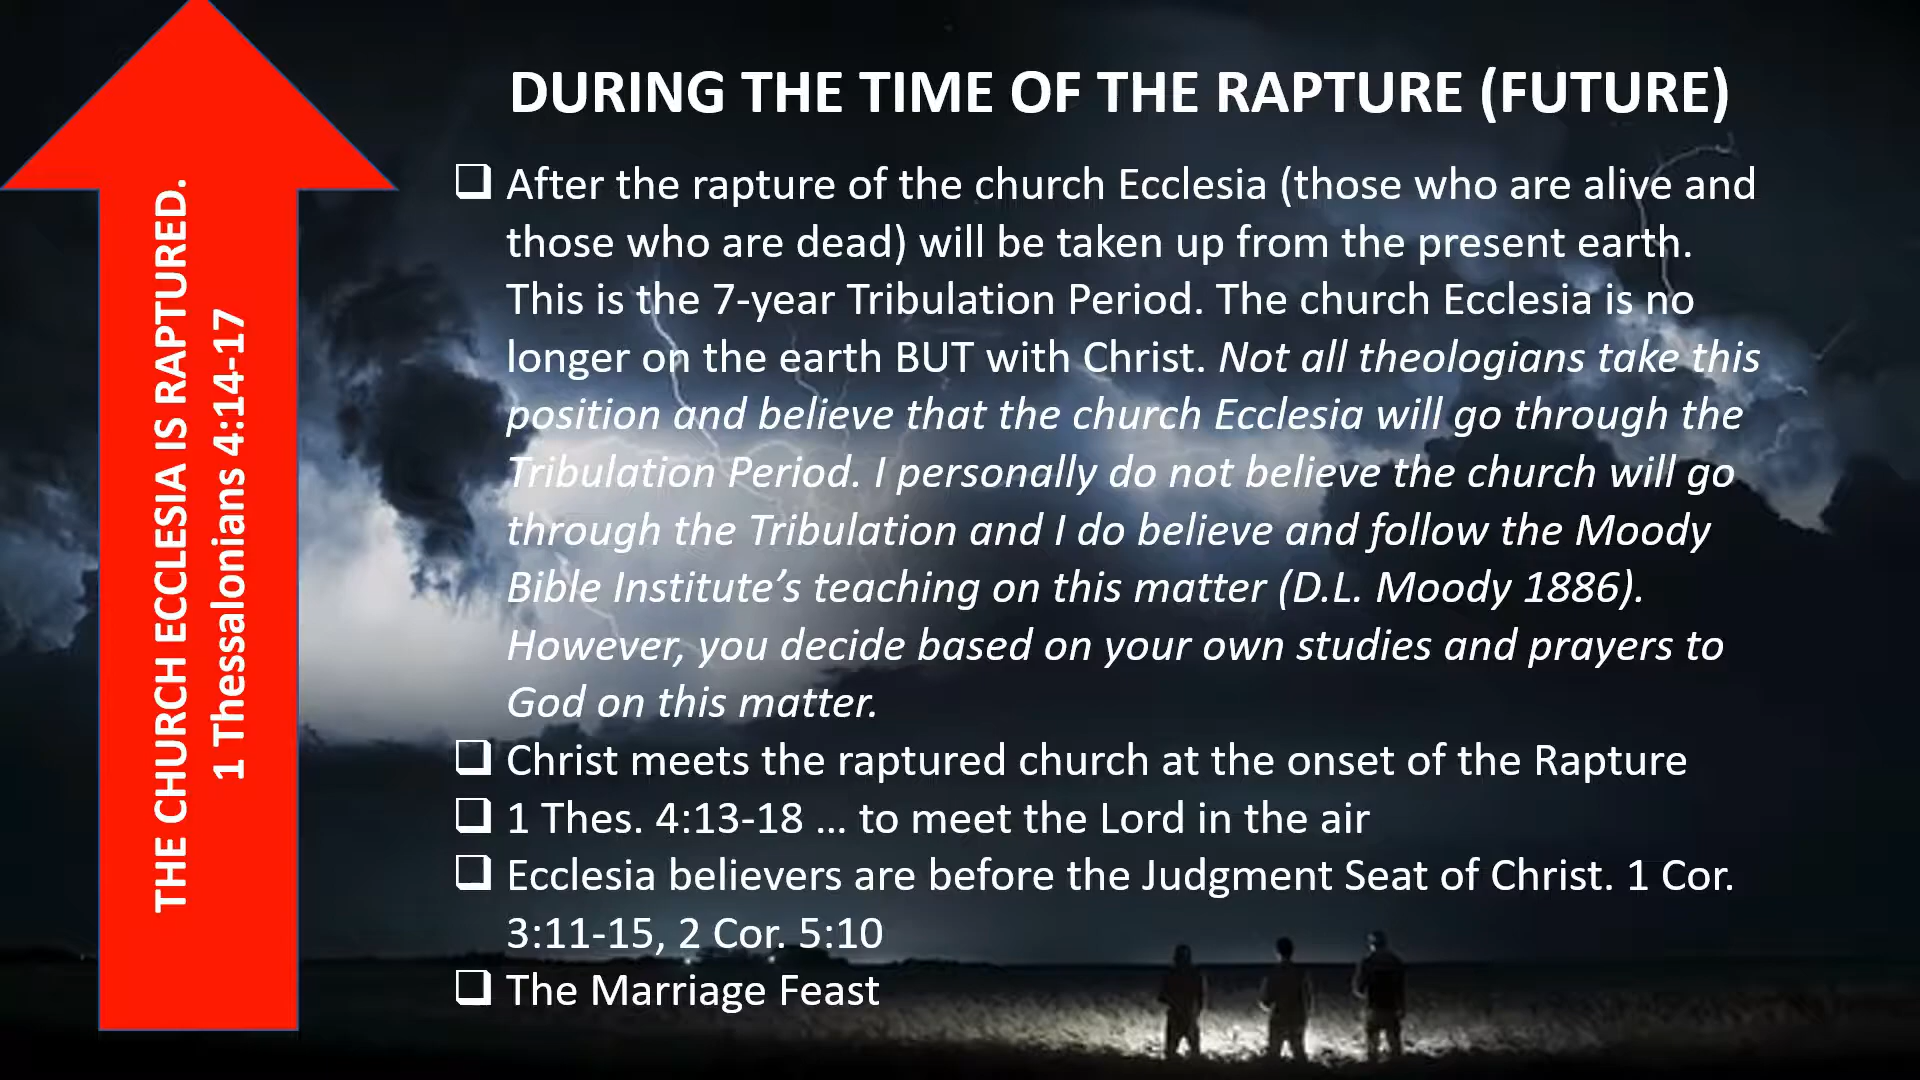 THE CHURCH ECCLESIA IS RAPTURED.
1 Thessalonians 4:14-17
DURING THE TIME OF THE RAPTURE (FUTURE)
❑ After the rapture of the church Ecclesia (those who are alive and
those who are dead) will be taken up from the present earth.
This is the 7-year Tribulation Period. The church Ecclesia is no
longer on the earth BUT with Christ. Not all theologians take this
position and believe that the church Ecclesia will go through the
Tribulation Period. I personally do not believe the church will go
through the Tribulation and I do believe and follow the Moody
Bible Institute’s teaching on this matter (D.L. Moody 1886).
However, you decide based on your own studies and prayers to
God on this matter.
❑ Christ meets the raptured church at the onset of the Rapture
❑ 1 Thes. 4:13-18 … to meet the Lord in the air
❑ Ecclesia believers are before the Judgment Seat of Christ. 1 Cor.
3:11-15, 2 Cor. 5:10
❑ The Marriage Feast